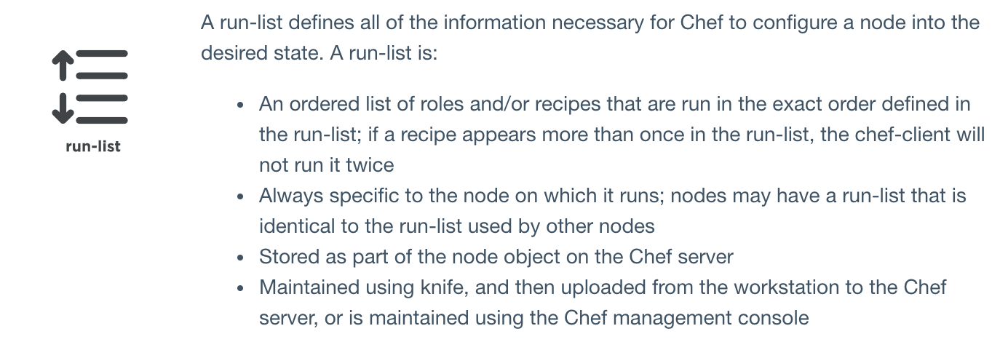 A run-list defines all of the information necessary for Chef to configure a node into the
desired state. A run-list is:
run-list
• An ordered list of roles and/or recipes that are run in the exact order defined in
the run-list; if a recipe appears more than once in the run-list, the chef-client will
not run it twice
• Always specific to the node on which it runs; nodes may have a run-list that is
identical to the run-list used by other nodes
• Stored as part of the node object on the Chef server
• Maintained using knife, and then uploaded from the workstation to the Chef
server, or is maintained using the Chef management console